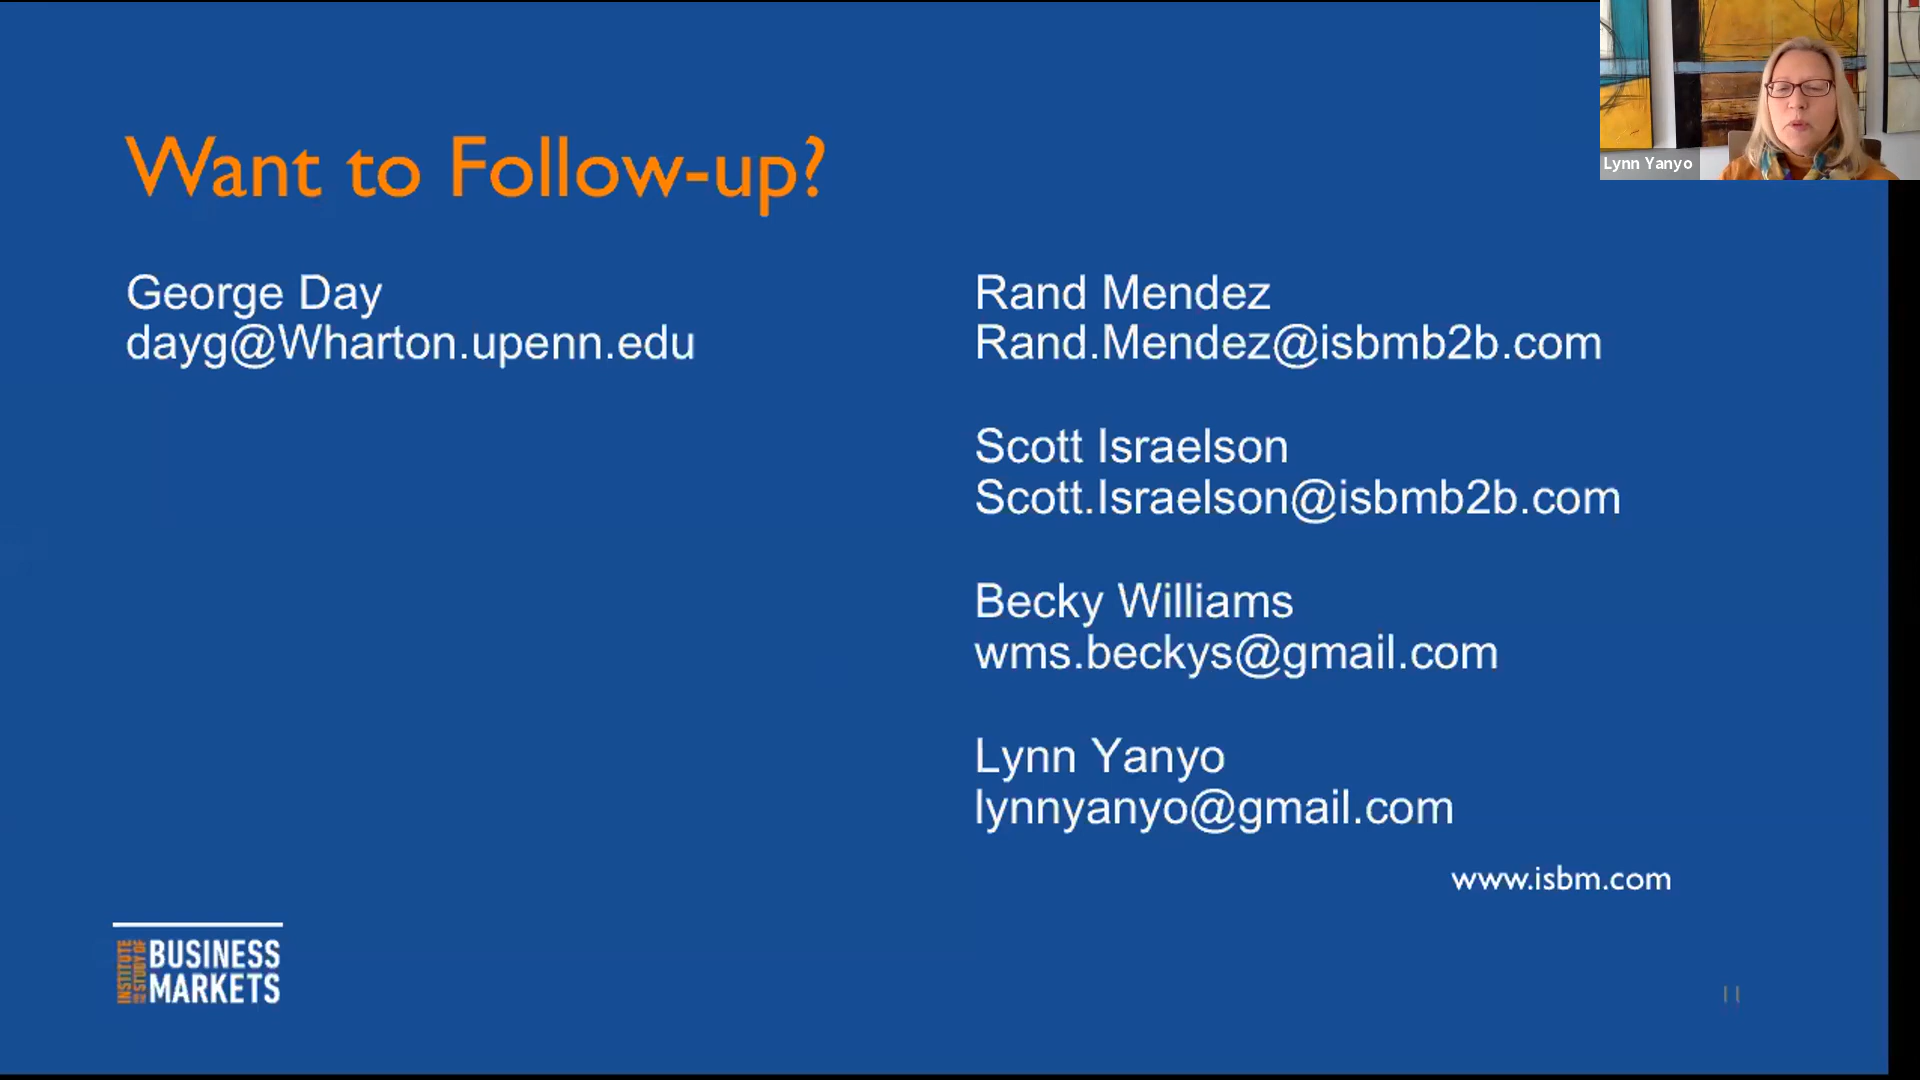 Want to Follow-up?
George Day
dayg@Wharton.upenn.edu
Rand Mendez
Rand.Mendez@isbmb2b.com
Scott Israelson
Scott.Israelson@isbmb2b.com
Becky Williams
wms.beckys@gmail.com
Lynn Yanyo
lynnyanyo@gmail.com
www.isbm.com
INSTITUTE
STUDY OF
BUSINESS
MARKETS
11
Lynn Yanyo